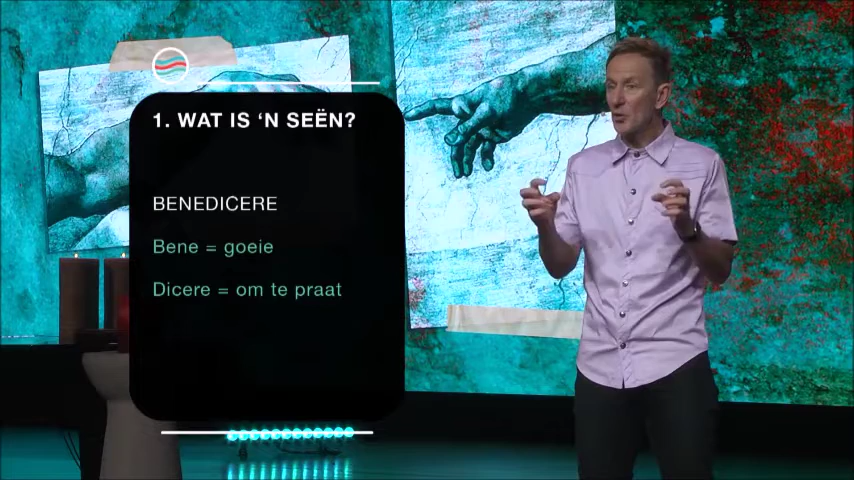 1. WAT IS ‘N SEËN?
BENEDICERE
Bene = goeie
Dicere = om te praat